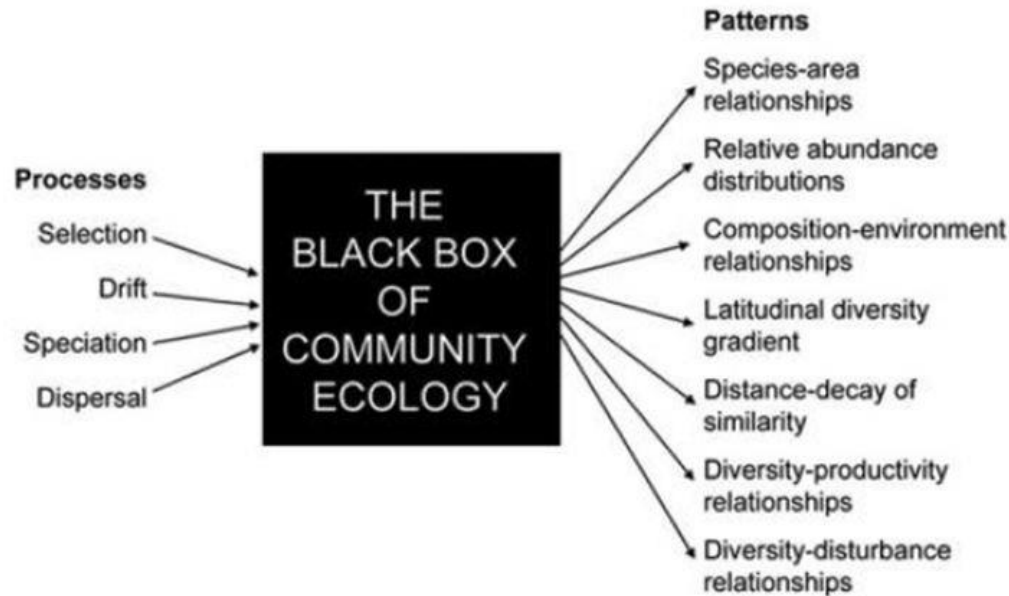 Processes
Selection
Drift
Speciation
Dispersal
THE
BLACK BOX
OF
COMMUNITY
ECOLOGY
Patterns
Species-area
relationships
Relative abundance
distributions
Composition-environment
relationships
Latitudinal diversity
gradient
Distance-decay of
similarity
Diversity-productivity
relationships
Diversity-disturbance
relationships